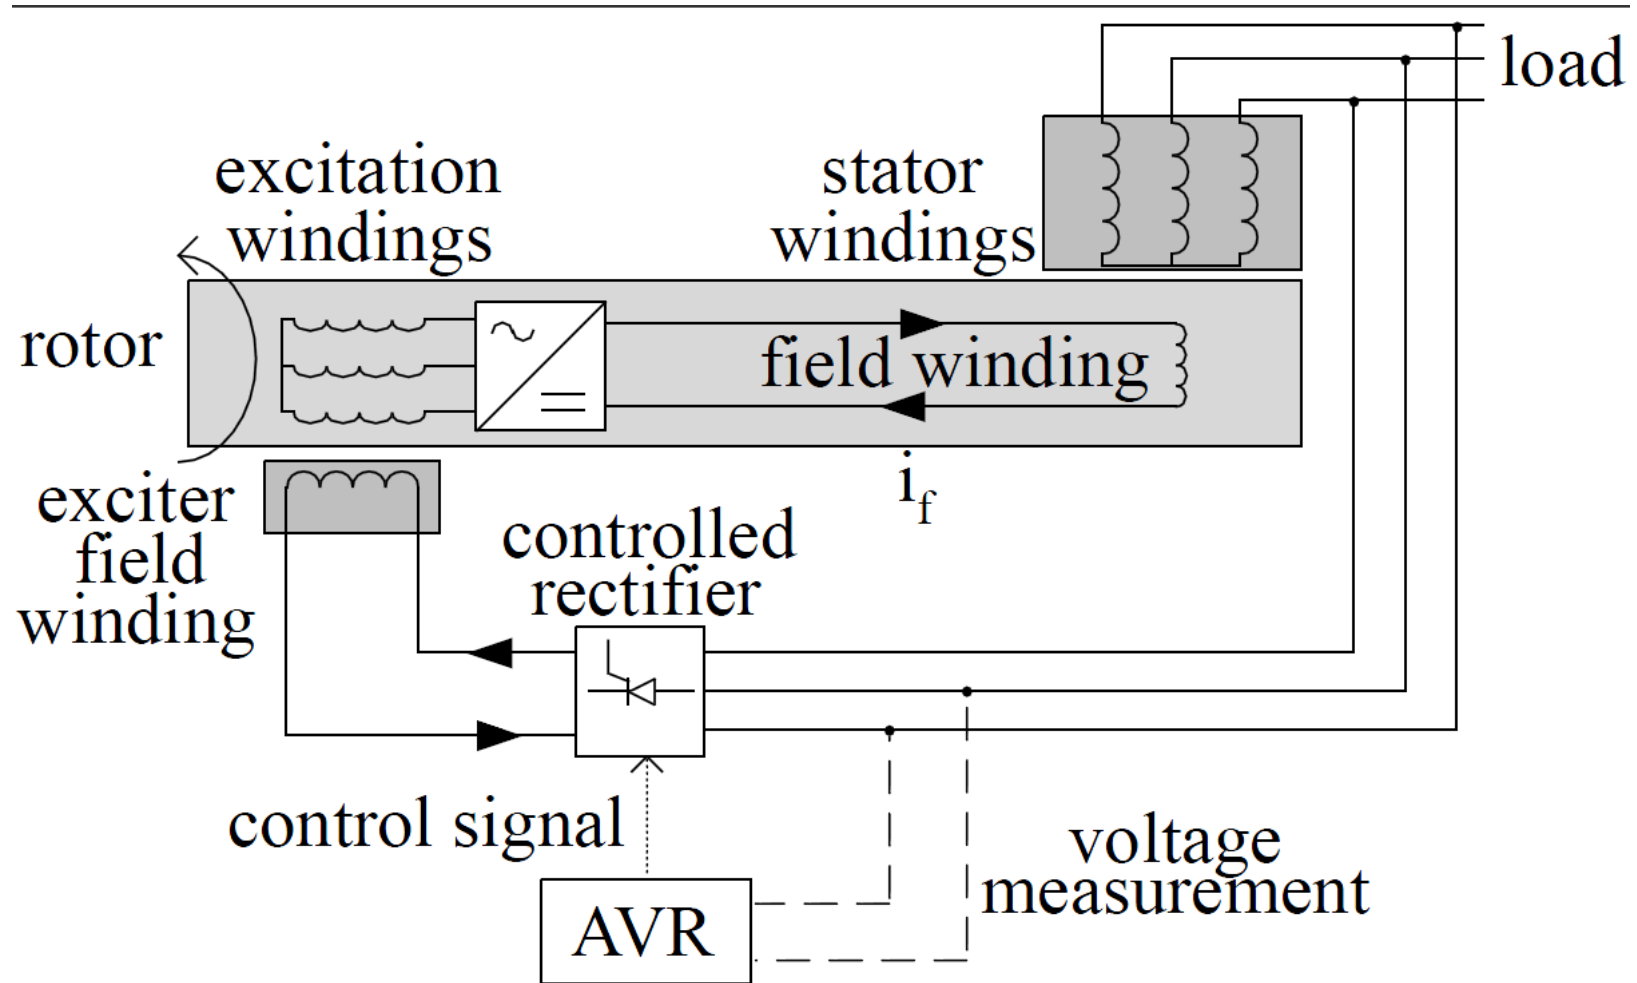 load
excitation
windings
stator
windings
rotor
field winding
i_f
exciter
field
winding
controlled
rectifier
control signal
voltage
measurement
AVR